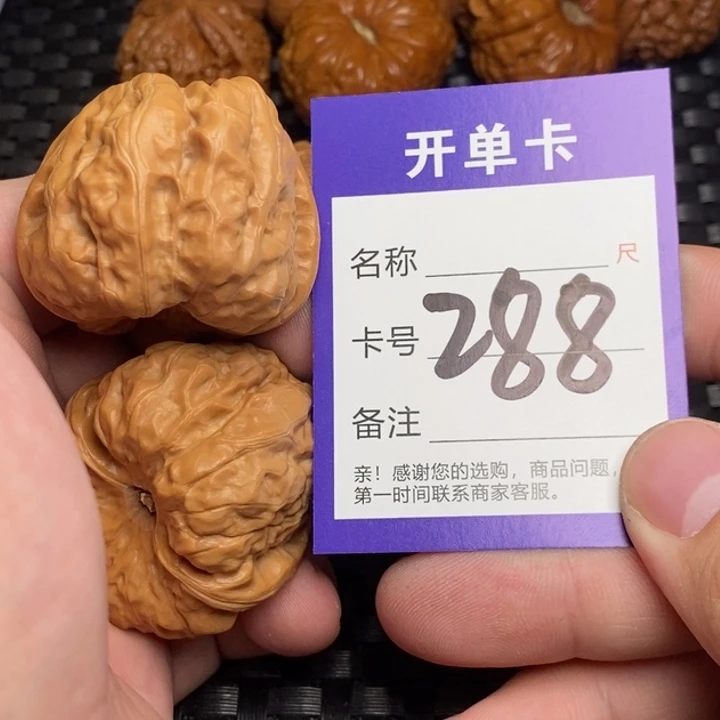 开单卡
名称 尺
卡号 288
备注
亲！感谢您的选购，商品问题，
第一时间联系商家客服。